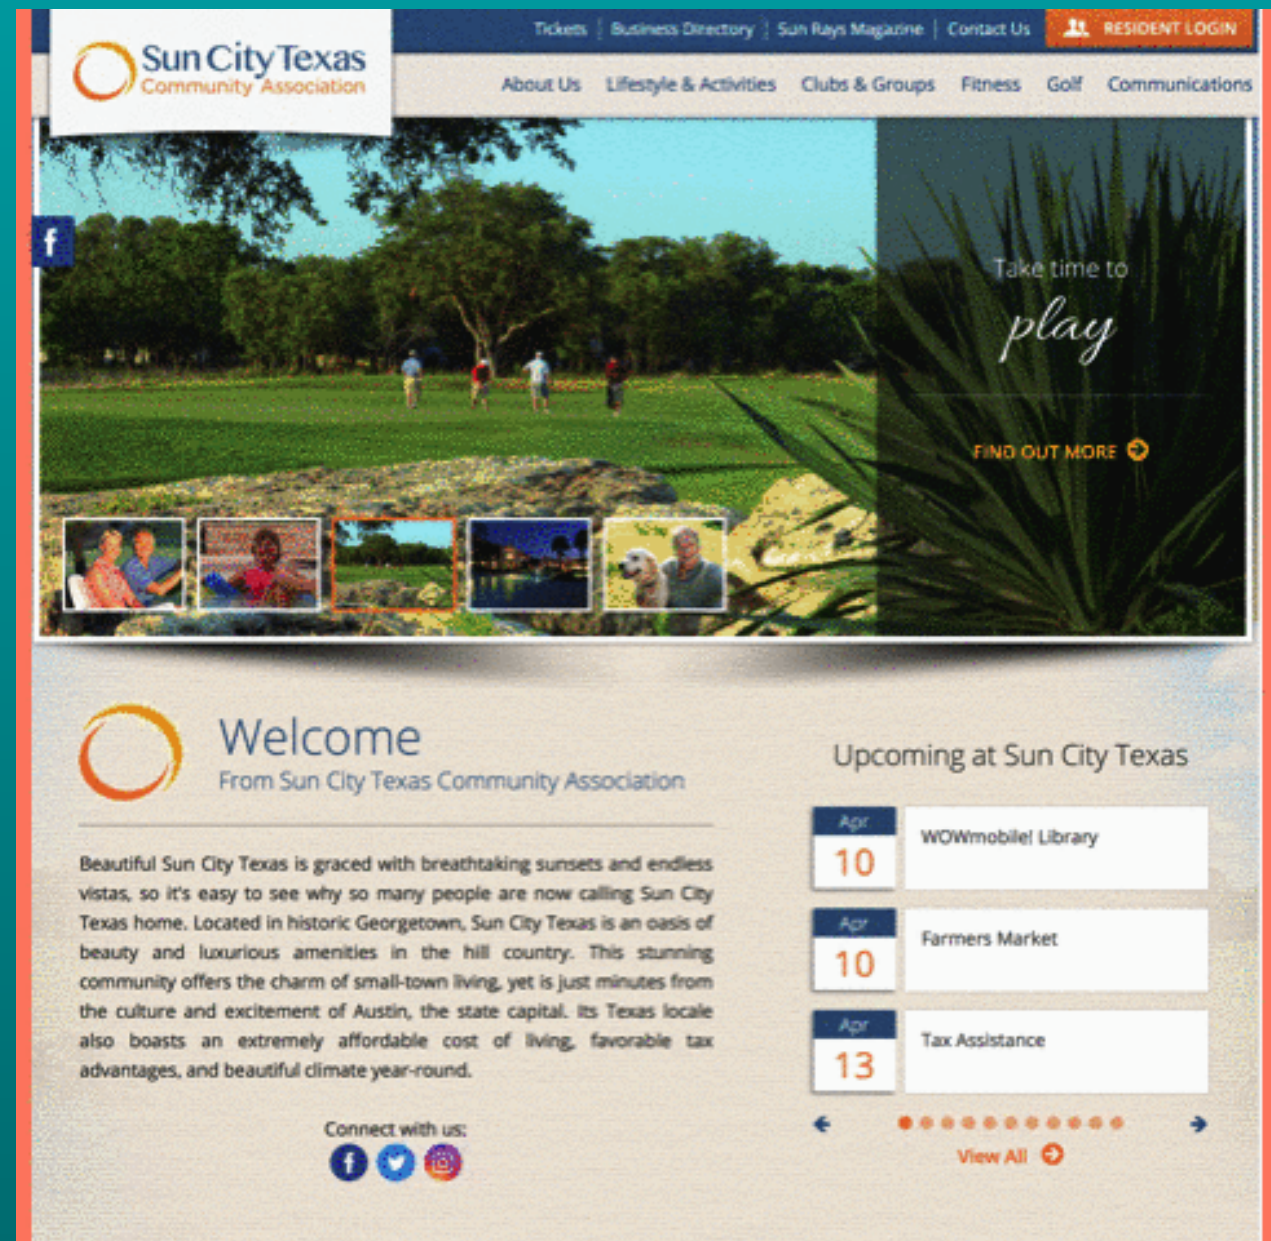 Tickets | Business Directory | Sun Rays Magazine | Contact Us
RESIDENT LOGIN
Sun City Texas
Community Association
About Us Lifestyle & Activities Clubs & Groups Fitness Golf Communications
f
Take time to
play
FIND OUT MORE
Welcome
From Sun City Texas Community Association
Beautiful Sun City Texas is graced with breathtaking sunsets and endless
vistas, so it's easy to see why so many people are now calling Sun City
Texas home. Located in historic Georgetown, Sun City Texas is an oasis of
beauty and luxurious amenities in the hill country. This stunning
community offers the charm of small-town living, yet is just minutes from
the culture and excitement of Austin, the state capital. Its Texas locale
also boasts an extremely affordable cost of living, favorable tax
advantages, and beautiful climate year-round.
Connect with us:
f
Upcoming at Sun City Texas
Apr
10
WOWmobile! Library
Apr
10
Farmers Market
Apr
13
Tax Assistance
View All